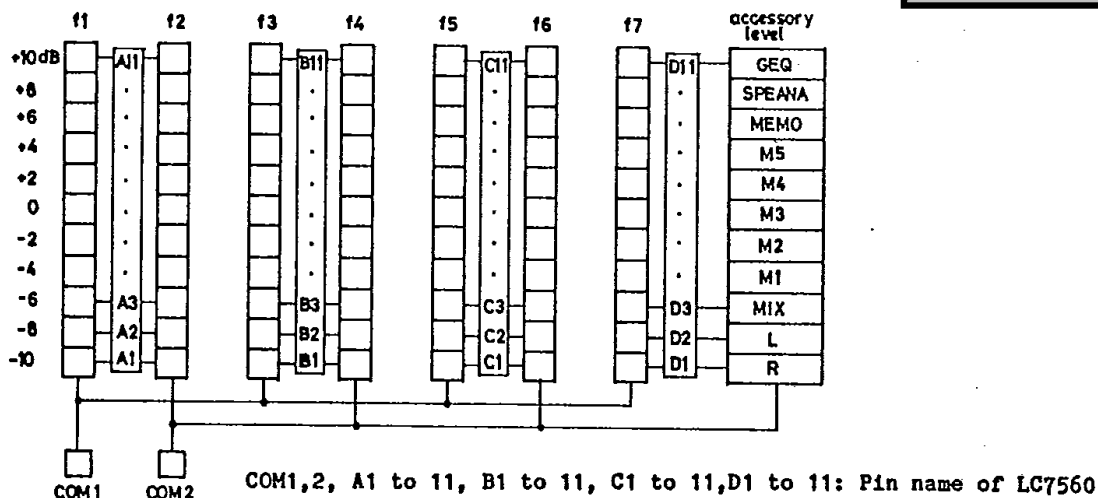 f1 f2 f3 f4 f5 f6 f7 accessory
level
+10dB A11 B11 C11 D11 GEQ
+8 SPEANA
+6 MEMO
+4 M5
+2 M4
0 M3
-2 M2
-4 M1
-6 A3 B3 C3 D3 MIX
-8 A2 B2 C2 D2 L
-10 A1 B1 C1 D1 R
COM1 COM2 COM1,2, A1 to 11, B1 to 11, C1 to 11,D1 to 11: Pin name of LC7560